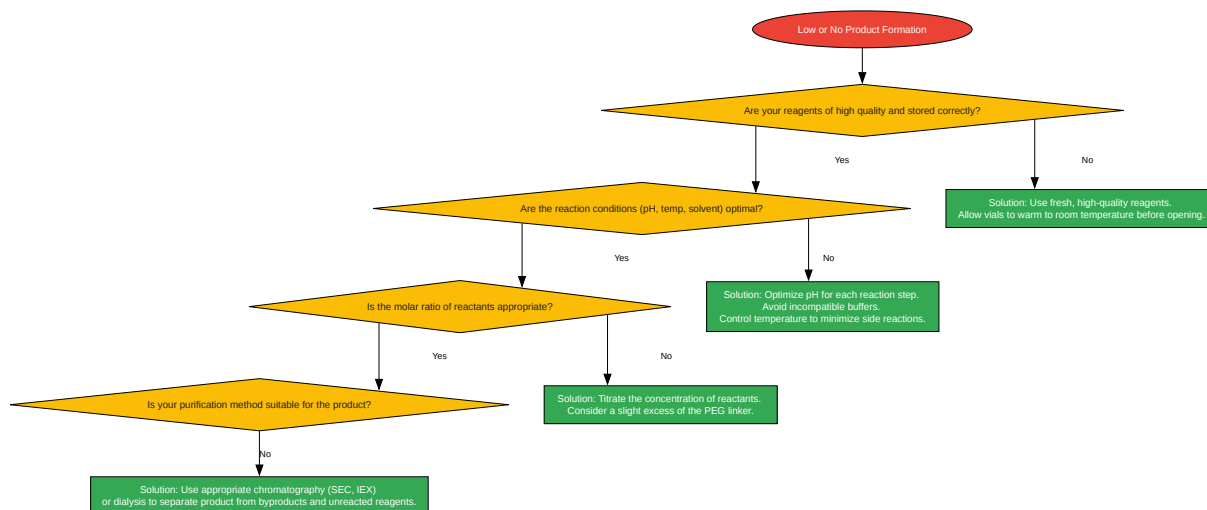 Low or No Product Formation
Are your reagents of high quality and stored correctly?
Yes
No
Solution: Use fresh, high-quality reagents.
Allow vials to warm to room temperature before opening.
Are the reaction conditions (pH, temp, solvent) optimal?
Yes
No
Solution: Optimize pH for each reaction step.
Avoid incompatible buffers.
Control temperature to minimize side reactions.
Is the molar ratio of reactants appropriate?
Yes
No
Solution: Titrate the concentration of reactants.
Consider a slight excess of the PEG linker.
Is your purification method suitable for the product?
No
Solution: Use appropriate chromatography (SEC, IEX)
or dialysis to separate product from byproducts and unreacted reagents.